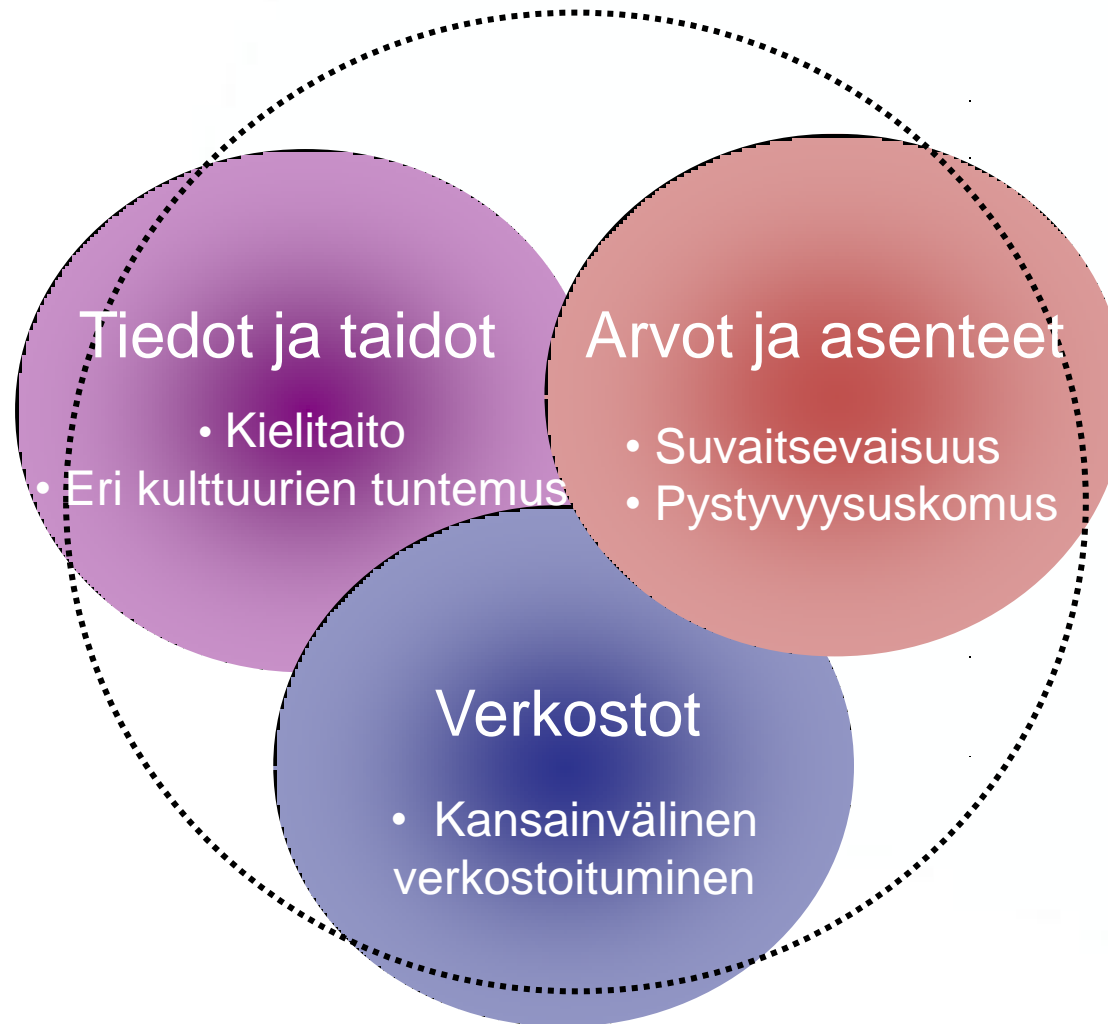 Tiedot ja taidot
• Kielitaito
• Eri kulttuurien tuntemus
Arvot ja asenteet
• Suvaitsevaisuus
• Pystyvyysuskomus
Verkostot
• Kansainvälinen
verkostoituminen